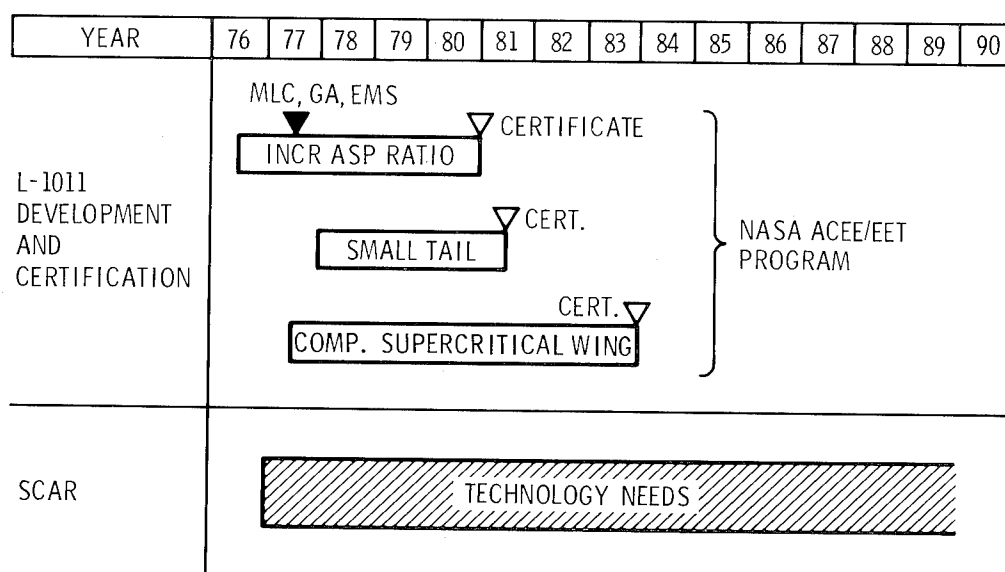 YEAR 76 77 78 79 80 81 82 83 84 85 86 87 88 89 90
MLC, GA, EMS
CERTIFICATE
INCR ASP RATIO
L-1011
DEVELOPMENT
AND
CERTIFICATION
CERT.
SMALL TAIL
NASA ACEE/EET
PROGRAM
CERT.
COMP. SUPERCRITICAL WING
SCAR
TECHNOLOGY NEEDS